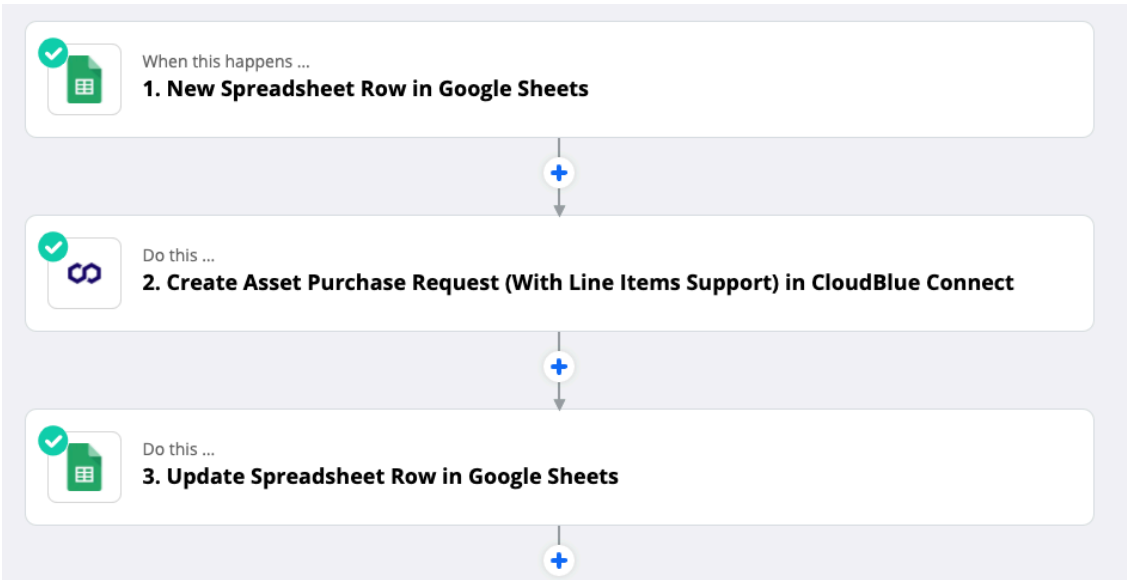 When this happens ...
1. New Spreadsheet Row in Google Sheets
Do this ...
2. Create Asset Purchase Request (With Line Items Support) in CloudBlue Connect
Do this ...
3. Update Spreadsheet Row in Google Sheets